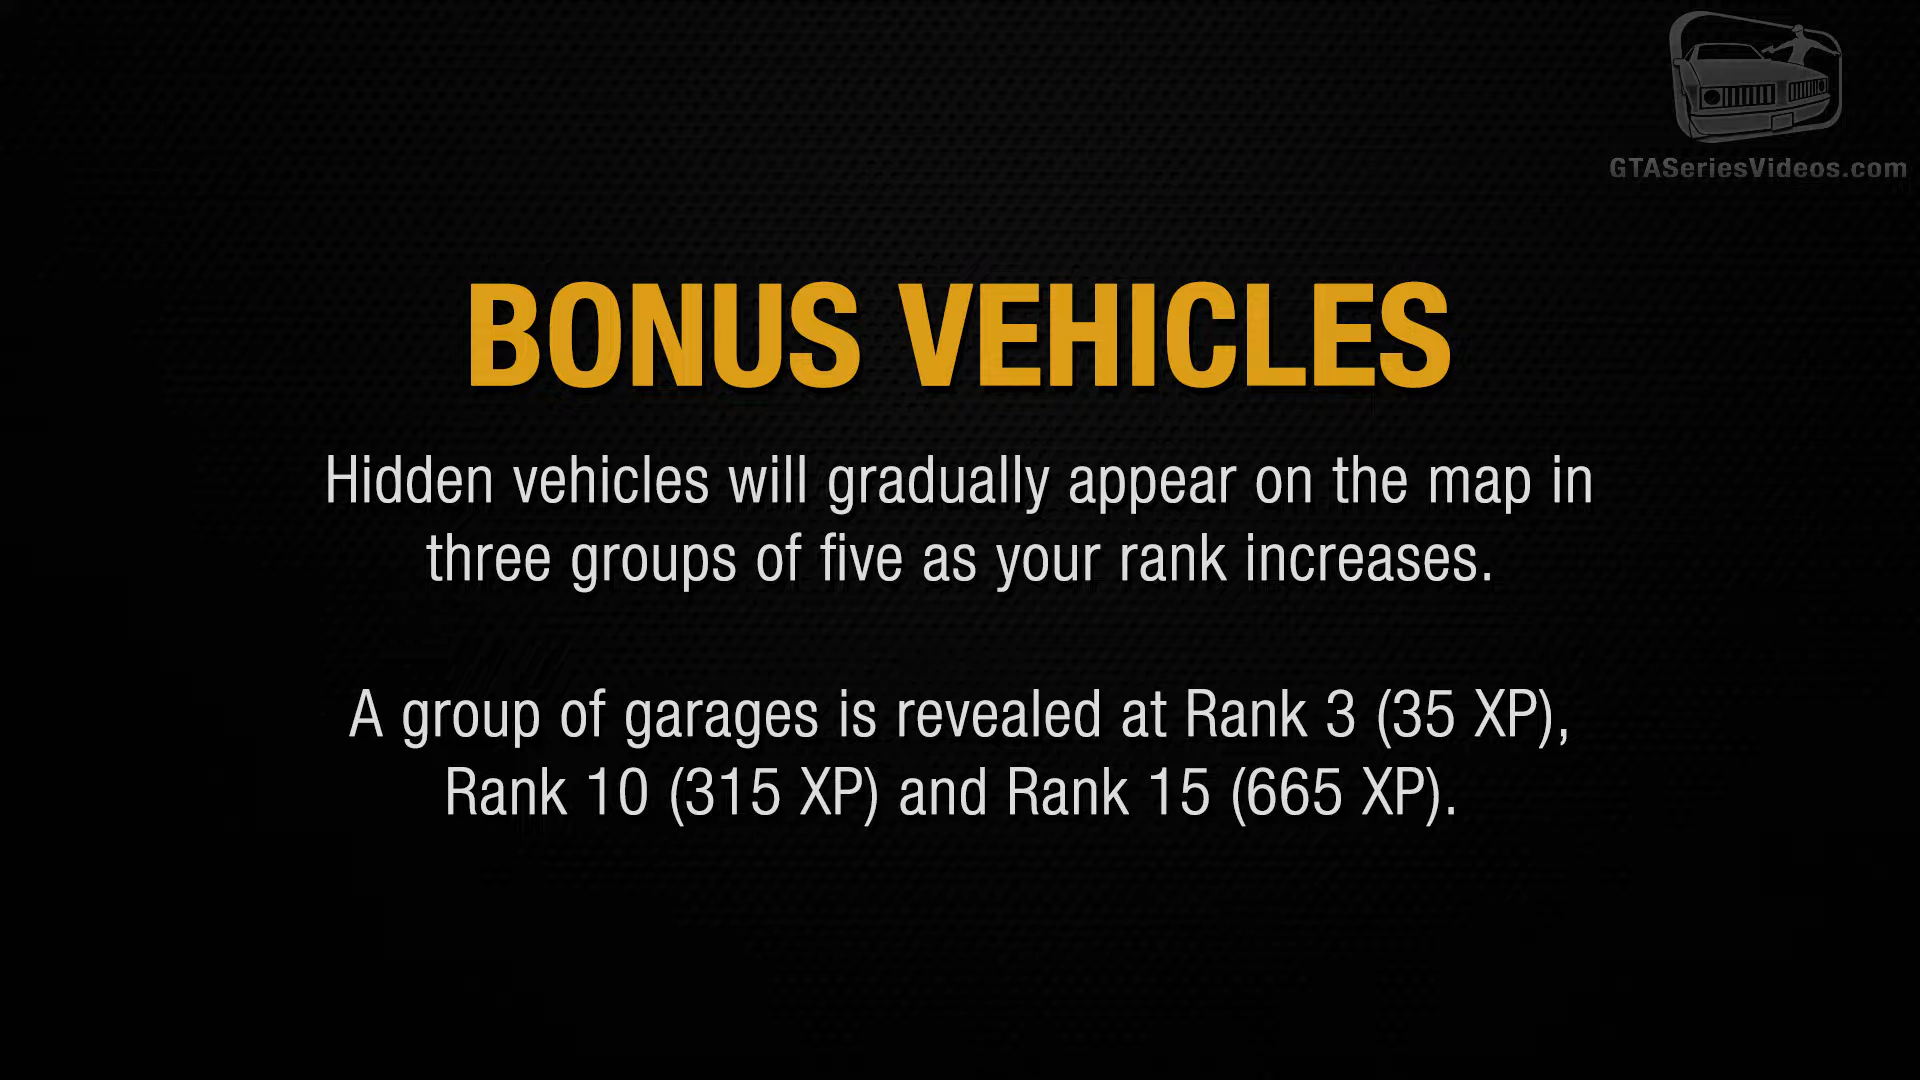 GTASeriesVideos.com
BONUS VEHICLES
Hidden vehicles will gradually appear on the map in
three groups of five as your rank increases.
A group of garages is revealed at Rank 3 (35 XP),
Rank 10 (315 XP) and Rank 15 (665 XP).